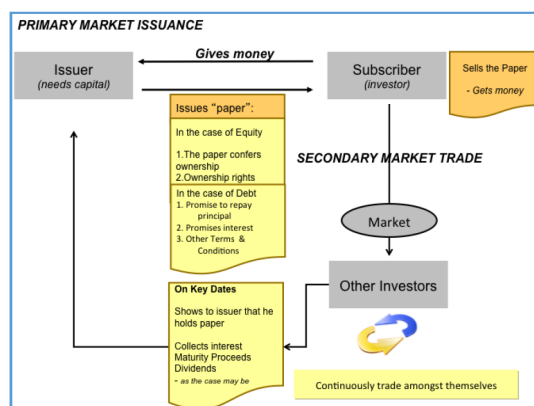 PRIMARY MARKET ISSUANCE
Gives money
Issuer
(needs capital)
Subscriber
(investor)
Sells the Paper
- Gets money
Issues “paper”:
In the case of Equity
1.The paper confers
ownership
2.Ownership rights
In the case of Debt
1. Promise to repay
principal
2. Promises interest
3. Other Terms &
Conditions
SECONDARY MARKET TRADE
Market
Other Investors
On Key Dates
Shows to issuer that he
holds paper
Collects interest
Maturity Proceeds
Dividends
- as the case may be
Continuously trade amongst themselves